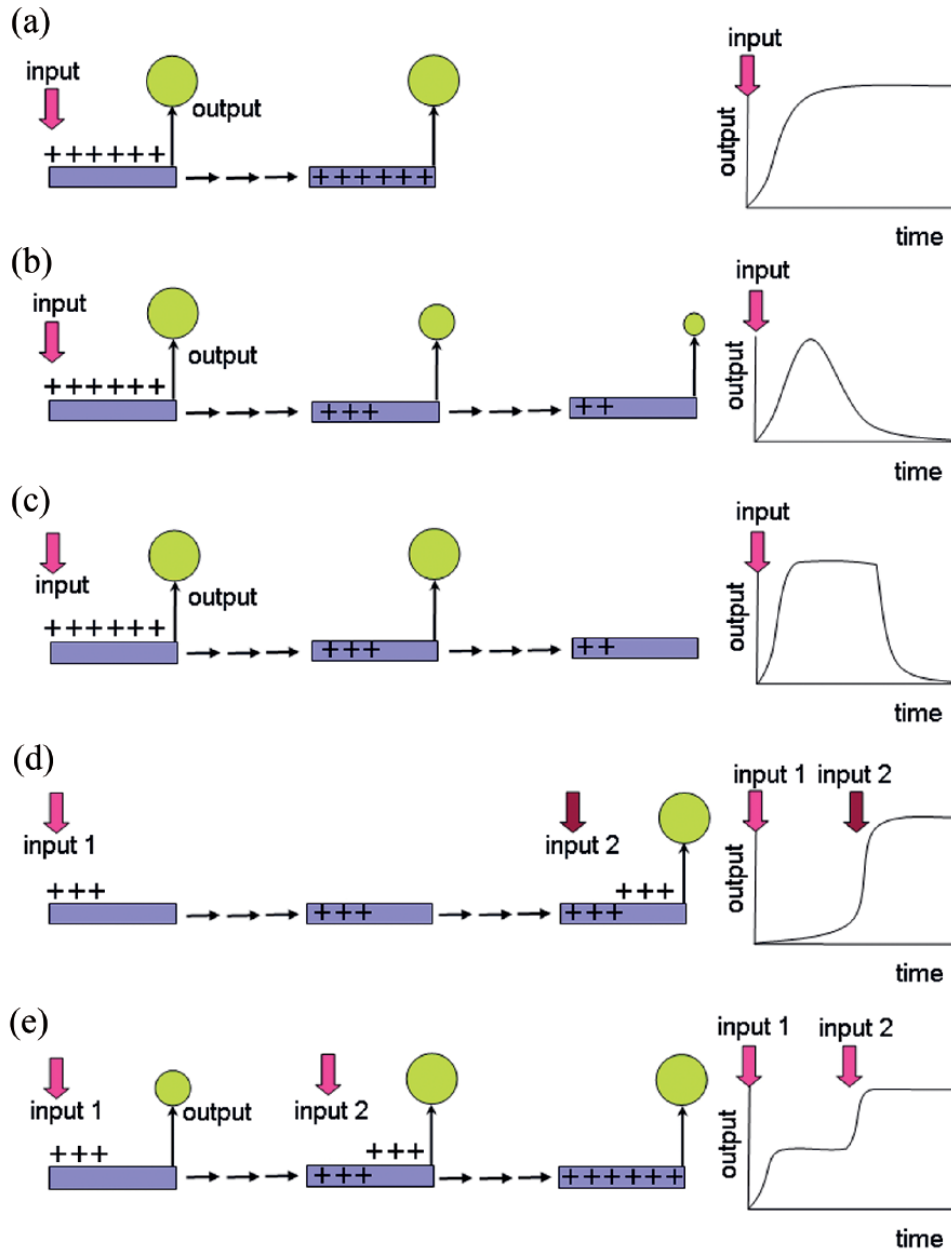 (a)
input
output
++++++
++++++
input
output
time
(b)
input
output
++++++
+++
++
input
output
time
(c)
input
output
++++++
+++
++
input
output
time
(d)
input 1
+++
+++
input 2
+++
+++
input 1 input 2
output
time
(e)
input 1
output
+++
input 2
+++
+++
++++++
input 1 input 2
output
time